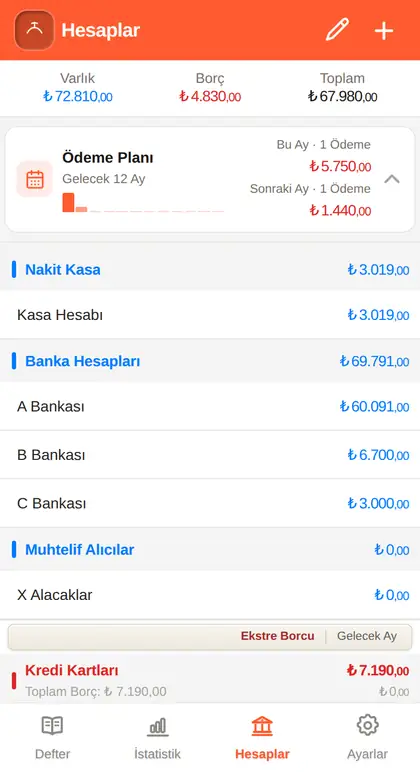 Hesaplar
Varlık Borç Toplam
₺ 72.810,00 ₺ 4.830,00 ₺ 67.980,00
Bu Ay · 1 Ödeme
Ödeme Planı
₺ 5.750,00
Gelecek 12 Ay
Sonraki Ay · 1 Ödeme
₺ 1.440,00
Nakit Kasa ₺ 3.019,00
Kasa Hesabı ₺ 3.019,00
Banka Hesapları ₺ 69.791,00
A Bankası ₺ 60.091,00
B Bankası ₺ 6.700,00
C Bankası ₺ 3.000,00
Muhtelif Alıcılar ₺ 0,00
X Alacaklar ₺ 0,00
Ekstre Borcu | Gelecek Ay
Kredi Kartları ₺ 7.190,00
Toplam Borç: ₺ 7.190,00 ₺ 0,00
Defter İstatistik Hesaplar Ayarlar